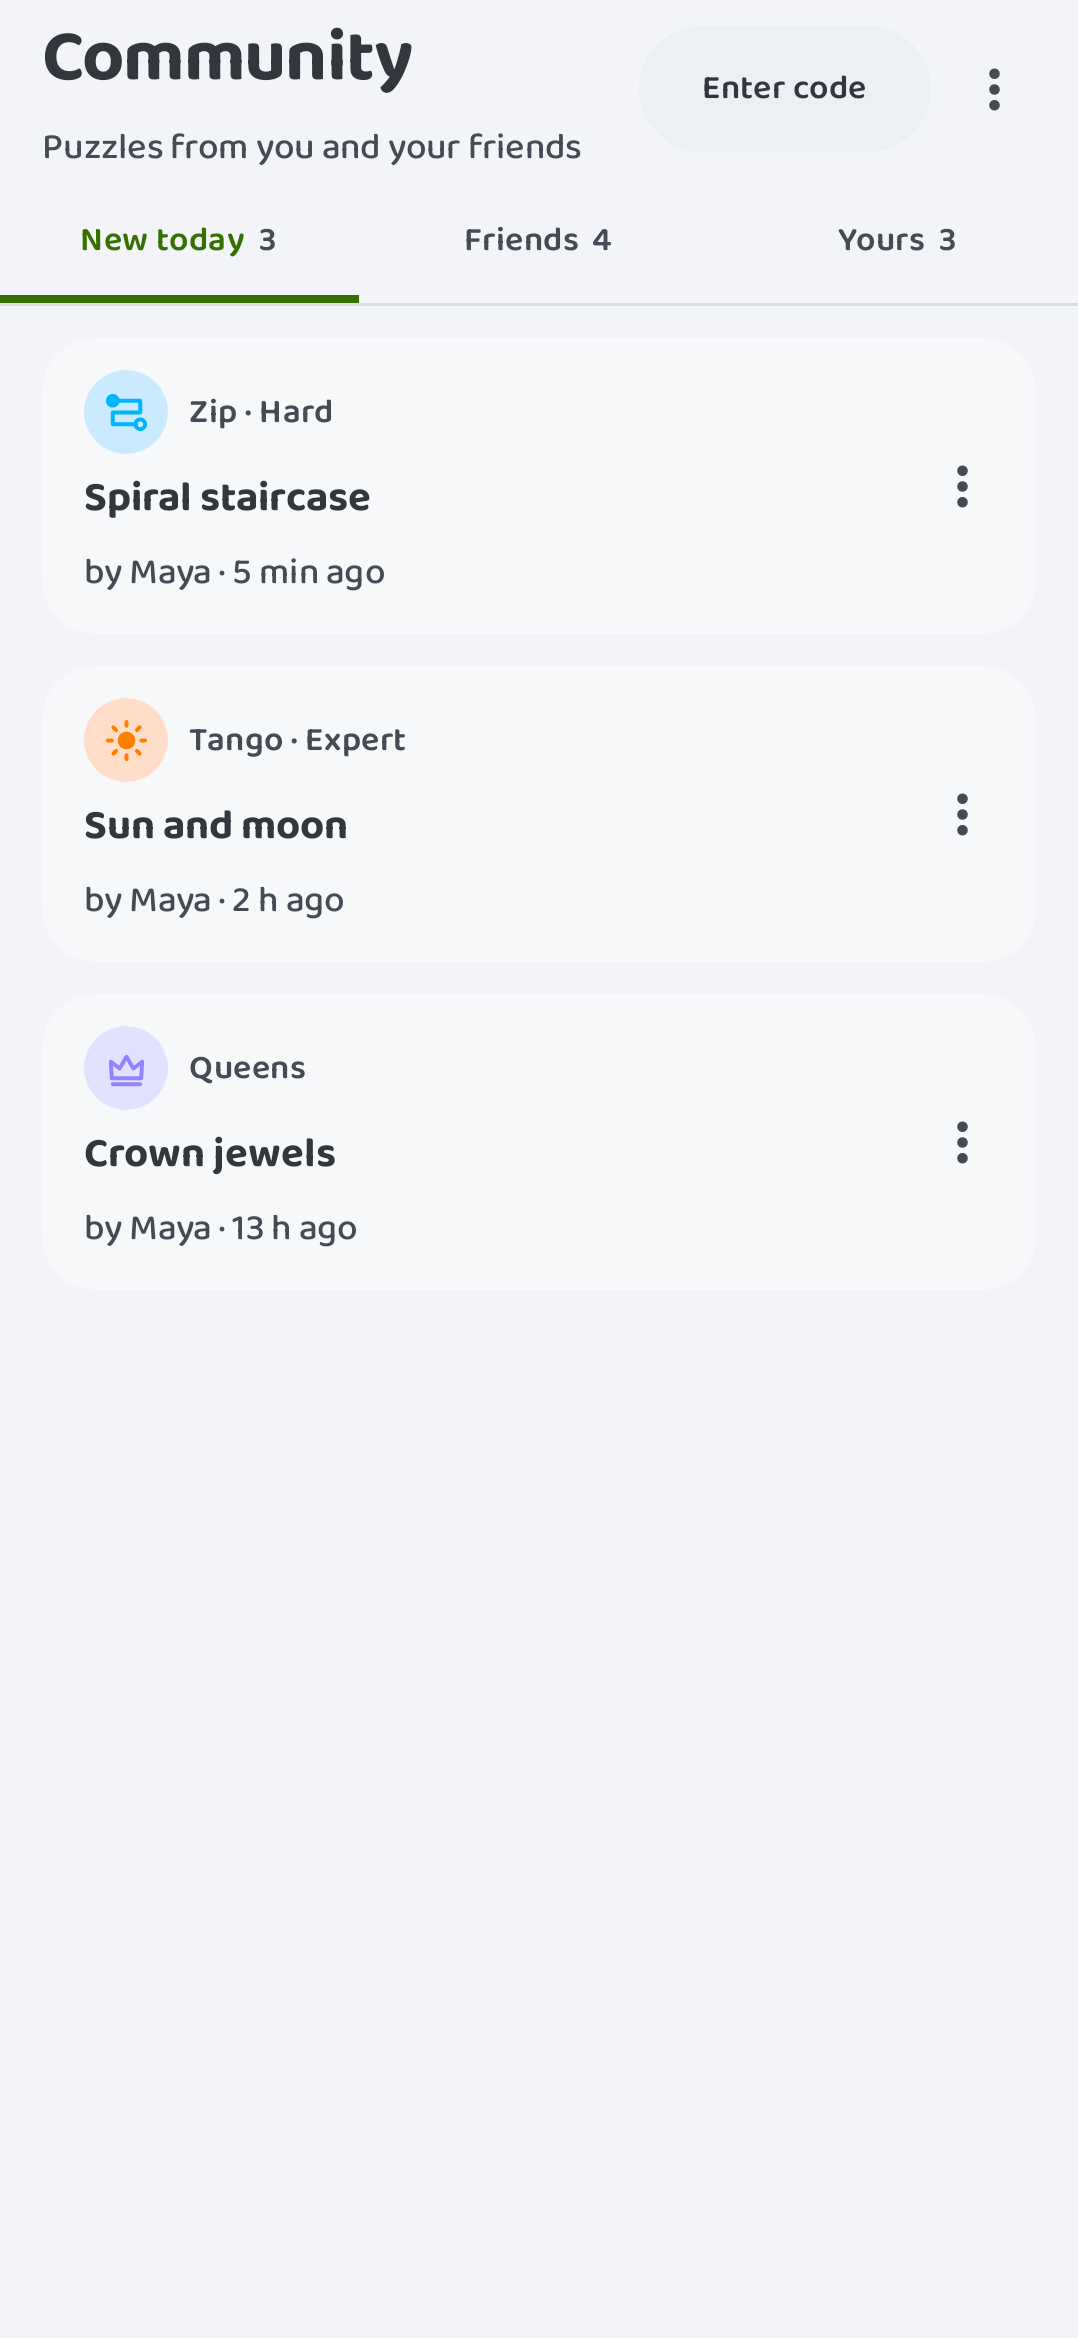 Community
Enter code
Puzzles from you and your friends
New today 3
Friends 4
Yours 3
Zip · Hard
Spiral staircase
by Maya · 5 min ago
Tango · Expert
Sun and moon
by Maya · 2 h ago
Queens
Crown jewels
by Maya · 13 h ago